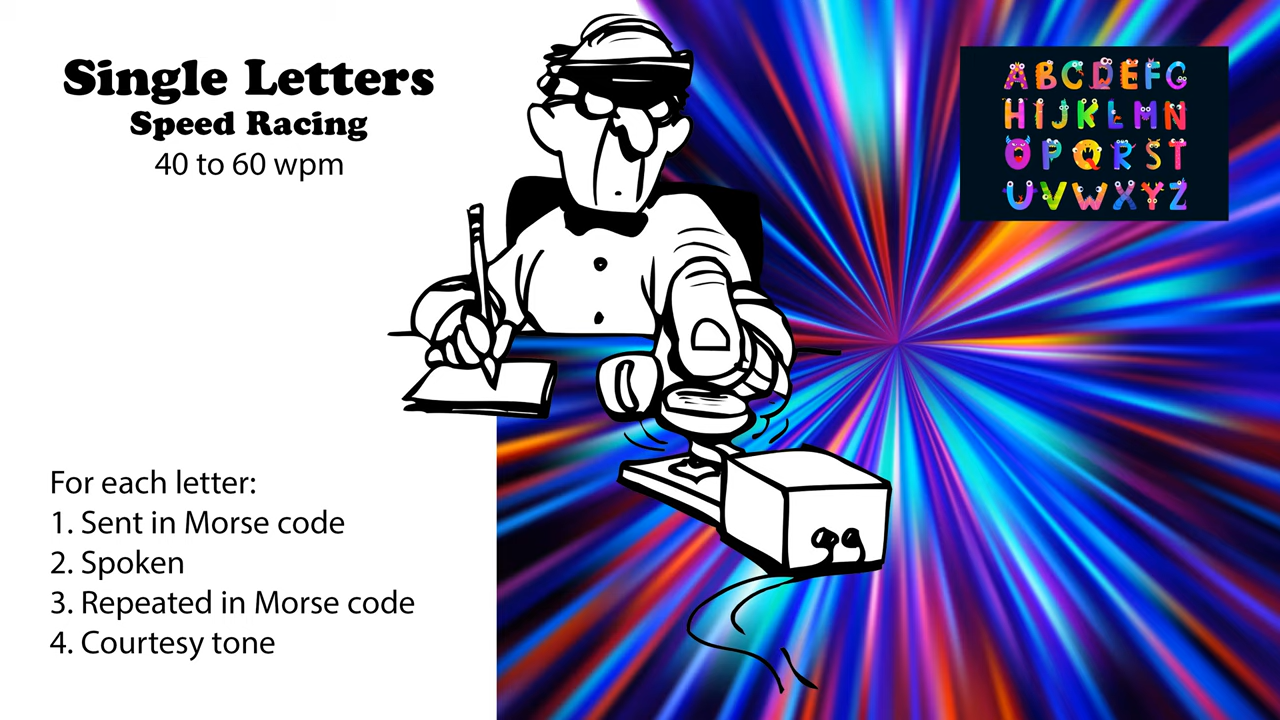 Single Letters
Speed Racing
40 to 60 wpm
ABCDEFG
HIJKLMN
OPQRST
UVWXYZ
For each letter:
1. Sent in Morse code
2. Spoken
3. Repeated in Morse code
4. Courtesy tone